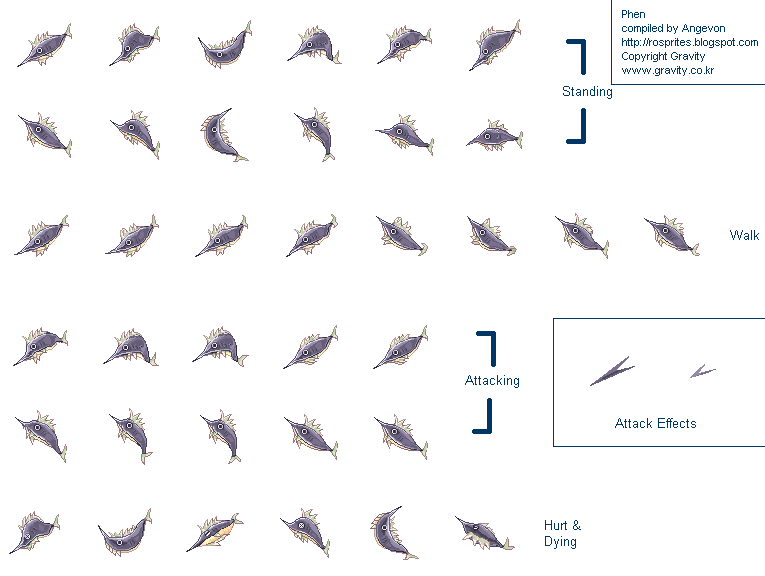 Phen
compiled by Angevon
http://rosprites.blogspot.com
Copyright Gravity
www.gravity.co.kr
Standing
Walk
Attacking
Attack Effects
Hurt &
Dying